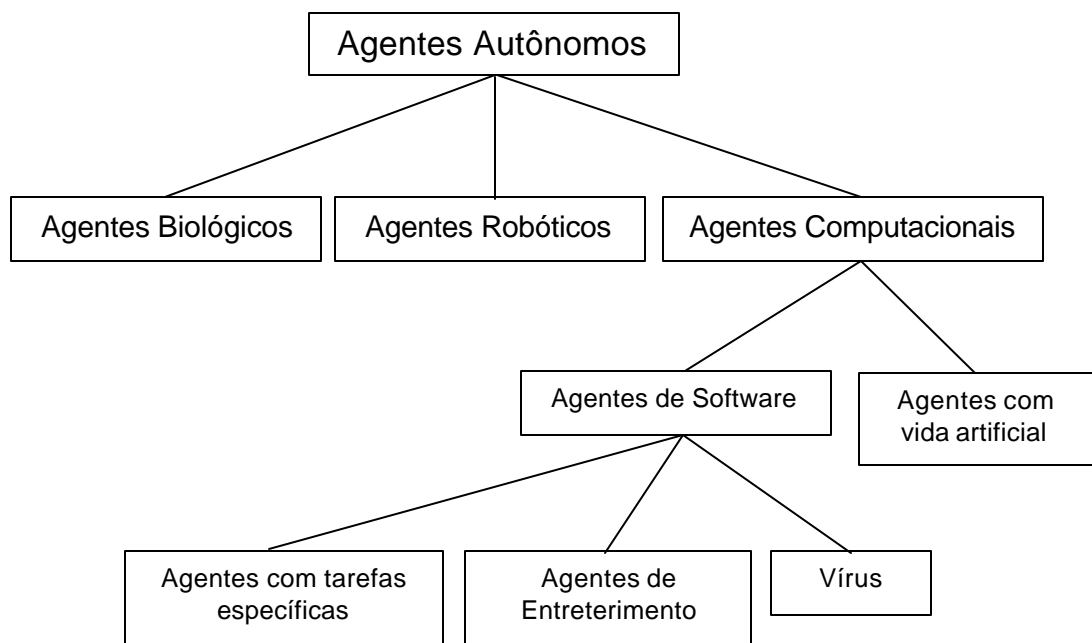 Agentes Autônomos
Agentes Biológicos
Agentes Robóticos
Agentes Computacionais
Agentes de Software
Agentes com
vida artificial
Agentes com tarefas
específicas
Agentes de
Entreterimento
Vírus